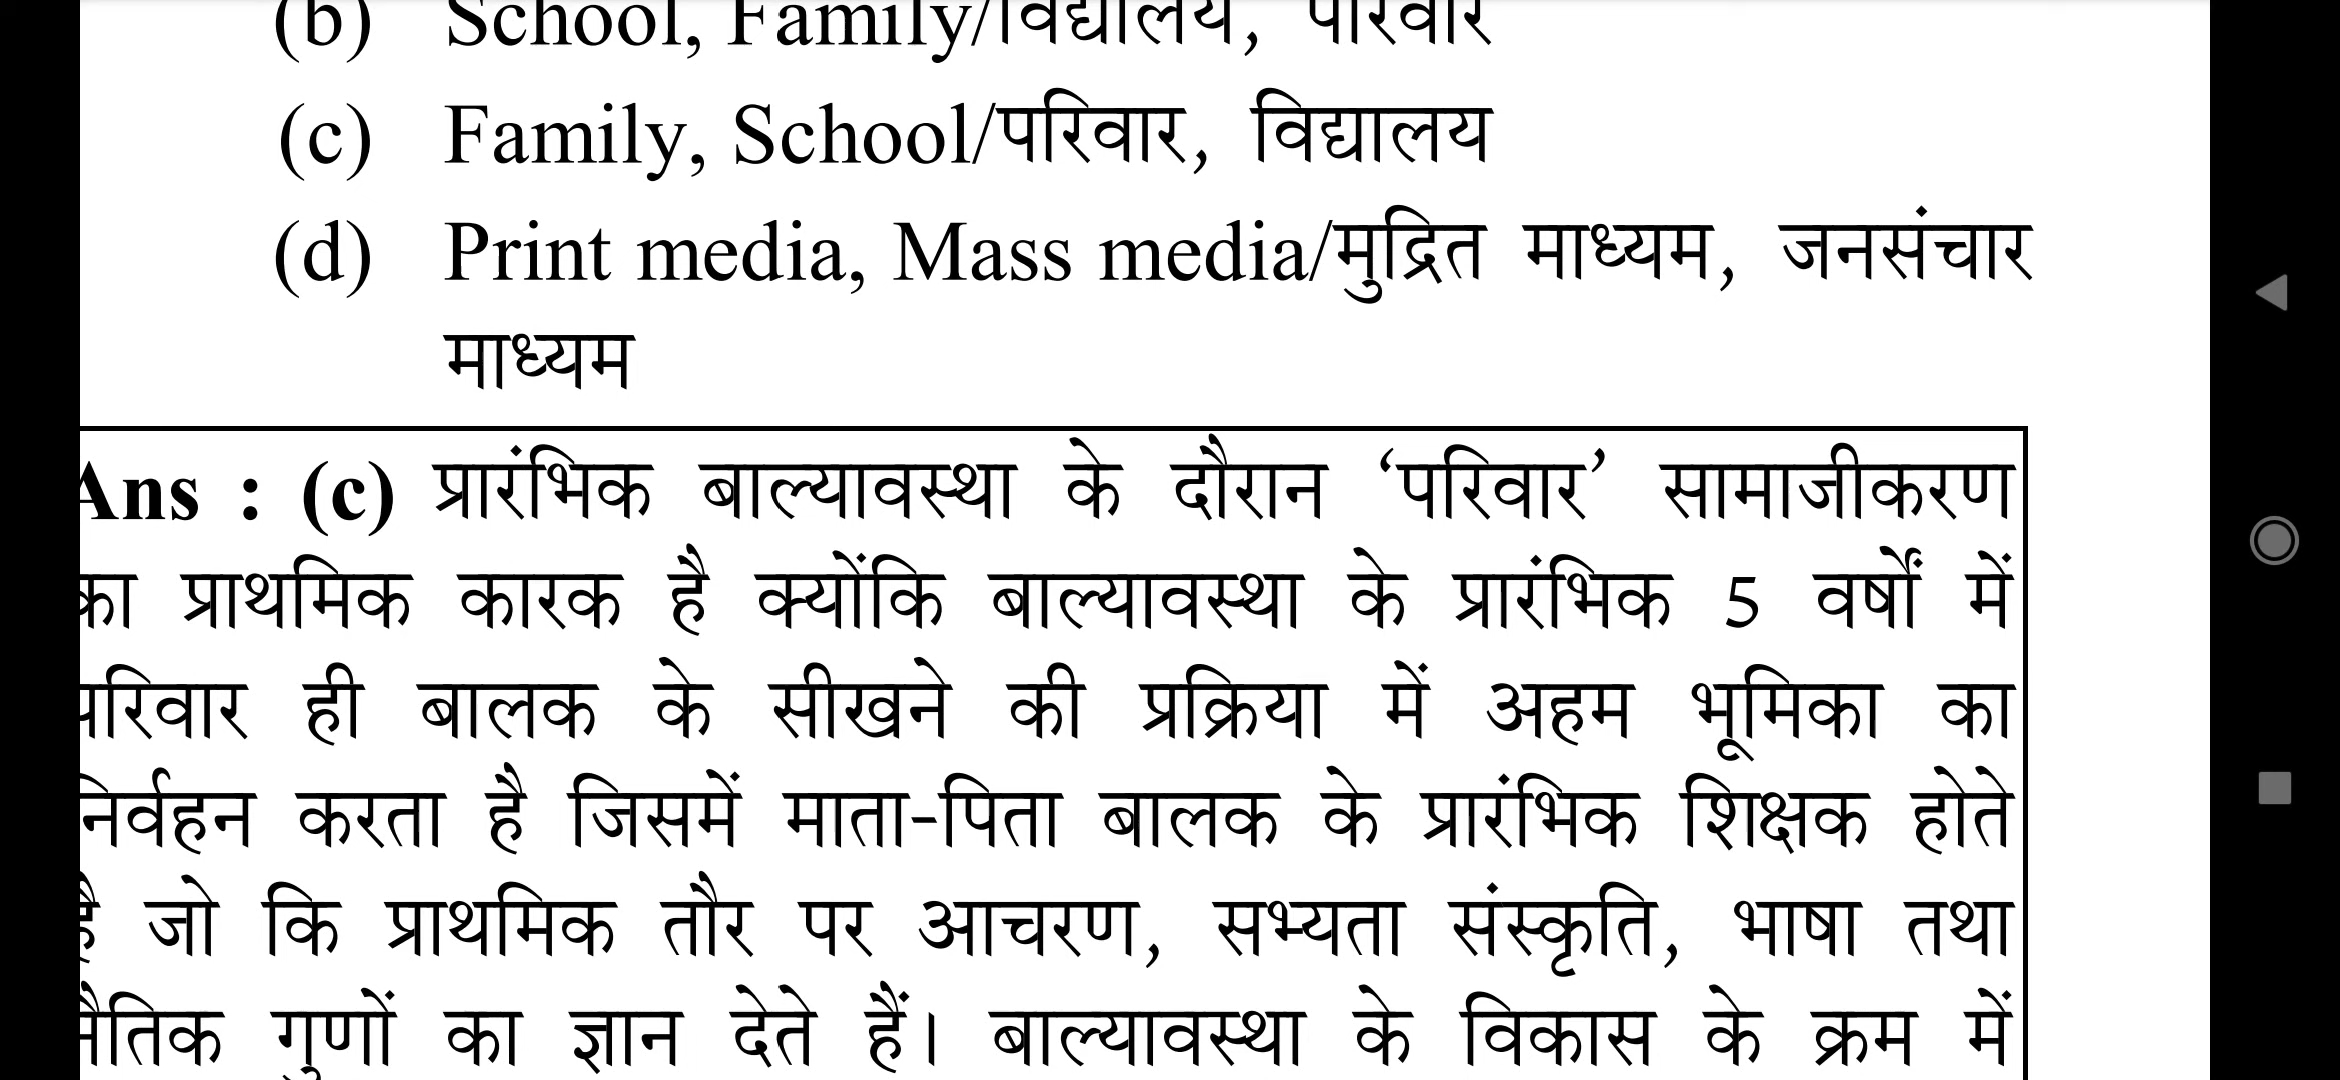 (b) School, Family/विद्यालय, परिवार
(c) Family, School/परिवार, विद्यालय
(d) Print media, Mass media/मुद्रित माध्यम, जनसंचार
माध्यम
Ans : (c) प्रारंभिक बाल्यावस्था के दौरान ‘परिवार’ सामाजीकरण
का प्राथमिक कारक है क्योंकि बाल्यावस्था के प्रारंभिक 5 वर्षों में
परिवार ही बालक के सीखने की प्रक्रिया में अहम भूमिका का
निर्वहन करता है जिसमें माता-पिता बालक के प्रारंभिक शिक्षक होते
है जो कि प्राथमिक तौर पर आचरण, सभ्यता संस्कृति, भाषा तथा
नैतिक गुणों का ज्ञान देते हैं। बाल्यावस्था के विकास के क्रम में